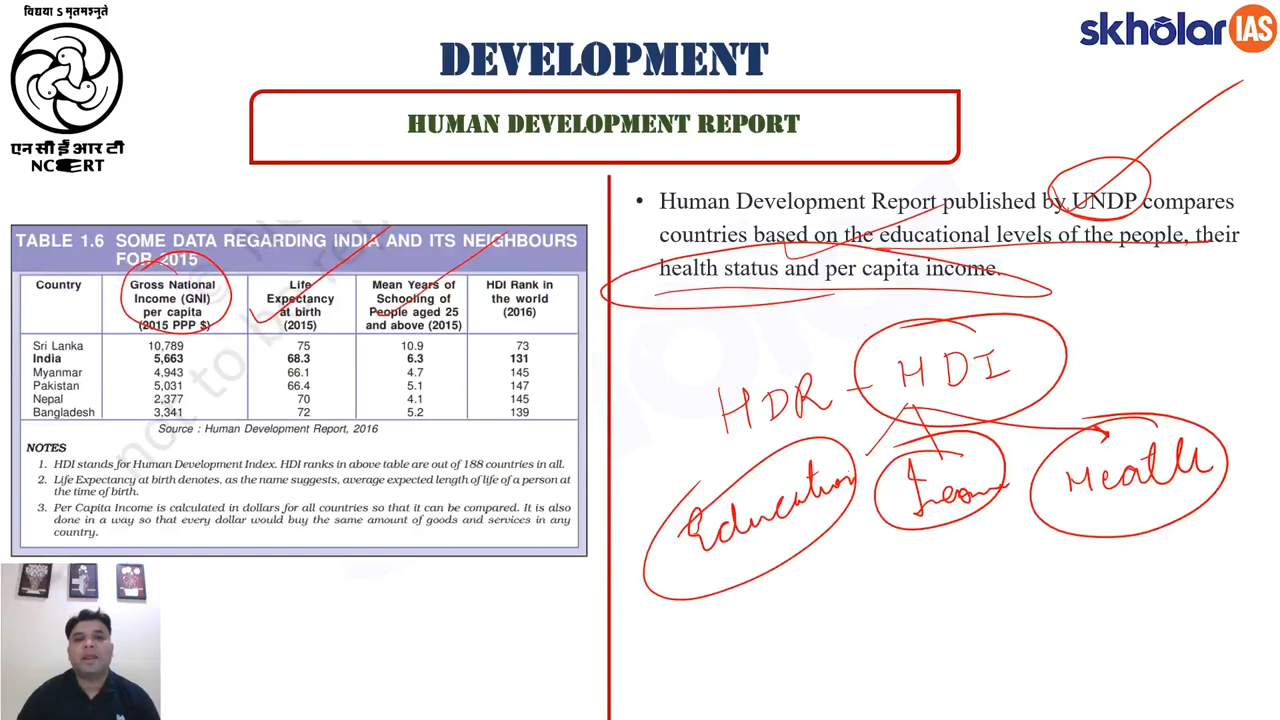 विद्यया ऽ मृतमश्नुते
एन सी ई आर टी
NCERT
skholar IAS
DEVELOPMENT
HUMAN DEVELOPMENT REPORT
TABLE 1.6 SOME DATA REGARDING INDIA AND ITS NEIGHBOURS
FOR 2015
Country Gross National Life Mean Years of HDI Rank in
Income (GNI) Expectancy Schooling of the world
per capita at birth People aged 25 (2016)
(2015 PPP $) (2015) and above (2015)
Sri Lanka 10,789 75 10.9 73
India 5,663 68.3 6.3 131
Myanmar 4,943 66.1 4.7 145
Pakistan 5,031 66.4 5.1 147
Nepal 2,377 70 4.1 145
Bangladesh 3,341 72 5.2 139
Source : Human Development Report, 2016
NOTES
1. HDI stands for Human Development Index. HDI ranks in above table are out of 188 countries in all.
2. Life Expectancy at birth denotes, as the name suggests, average expected length of life of a person at
the time of birth.
3. Per Capita Income is calculated in dollars for all countries so that it can be compared. It is also
done in a way so that every dollar would buy the same amount of goods and services in any
country.
not to be
• Human Development Report published by UNDP compares
countries based on the educational levels of the people, their
health status and per capita income.
HDR - HDI
Education Income Health